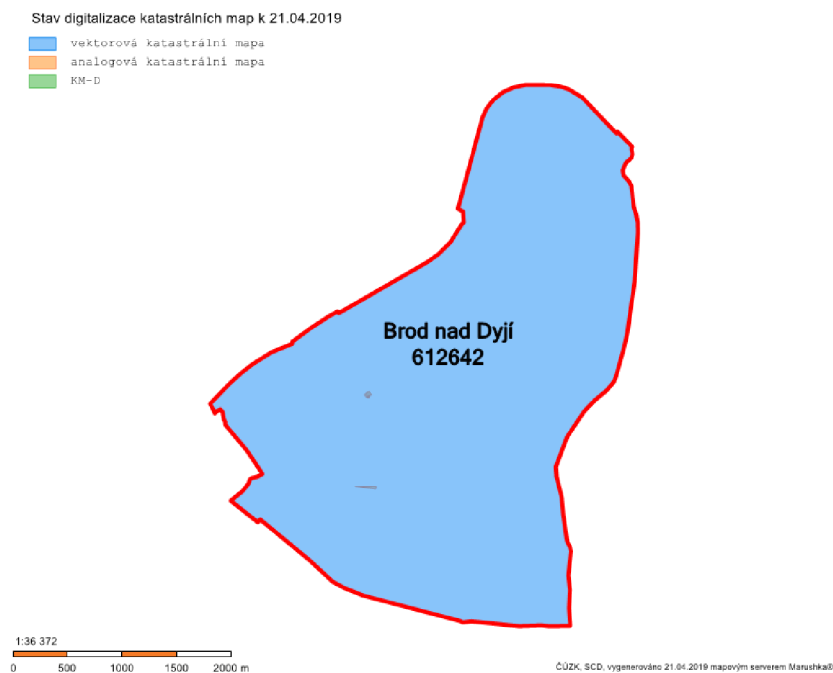 Stav digitalizace katastrálních map k 21.04.2019
vektorová katastrální mapa
analogová katastrální mapa
KM-D
Brod nad Dyjí
612642
1:36 372
0 500 1000 1500 2000 m
ČÚZK, SCD, vygenerováno 21.04.2019 mapovým serverem Marushka®